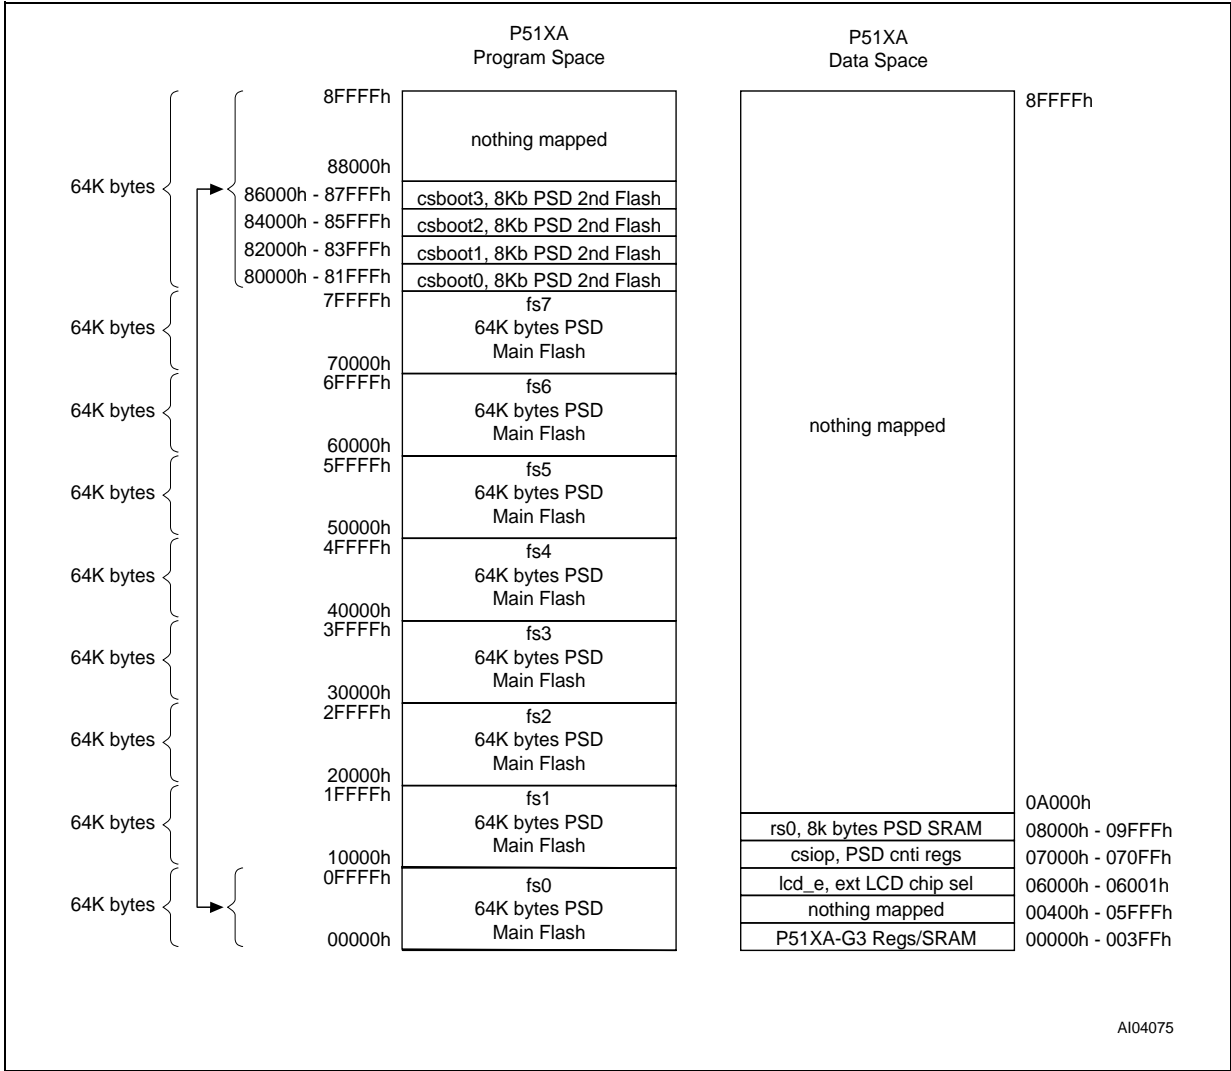 P51XA
Program Space
P51XA
Data Space
8FFFFh
8FFFFh
nothing mapped
88000h
64K bytes
86000h - 87FFFh
csboot3, 8Kb PSD 2nd Flash
84000h - 85FFFh
csboot2, 8Kb PSD 2nd Flash
82000h - 83FFFh
csboot1, 8Kb PSD 2nd Flash
80000h - 81FFFh
csboot0, 8Kb PSD 2nd Flash
7FFFFh
fs7
64K bytes
64K bytes PSD
Main Flash
70000h
6FFFFh
fs6
64K bytes
64K bytes PSD
Main Flash
nothing mapped
60000h
5FFFFh
fs5
64K bytes
64K bytes PSD
Main Flash
50000h
4FFFFh
fs4
64K bytes
64K bytes PSD
Main Flash
40000h
3FFFFh
fs3
64K bytes
64K bytes PSD
Main Flash
30000h
2FFFFh
fs2
64K bytes
64K bytes PSD
Main Flash
20000h
1FFFFh
fs1
0A000h
64K bytes
64K bytes PSD
Main Flash
rs0, 8k bytes PSD SRAM
08000h - 09FFFh
10000h
csiop, PSD cnti regs
07000h - 070FFh
0FFFFh
fs0
lcd_e, ext LCD chip sel
06000h - 06001h
64K bytes
64K bytes PSD
Main Flash
nothing mapped
00400h - 05FFFh
00000h
P51XA-G3 Regs/SRAM
00000h - 003FFh
AI04075